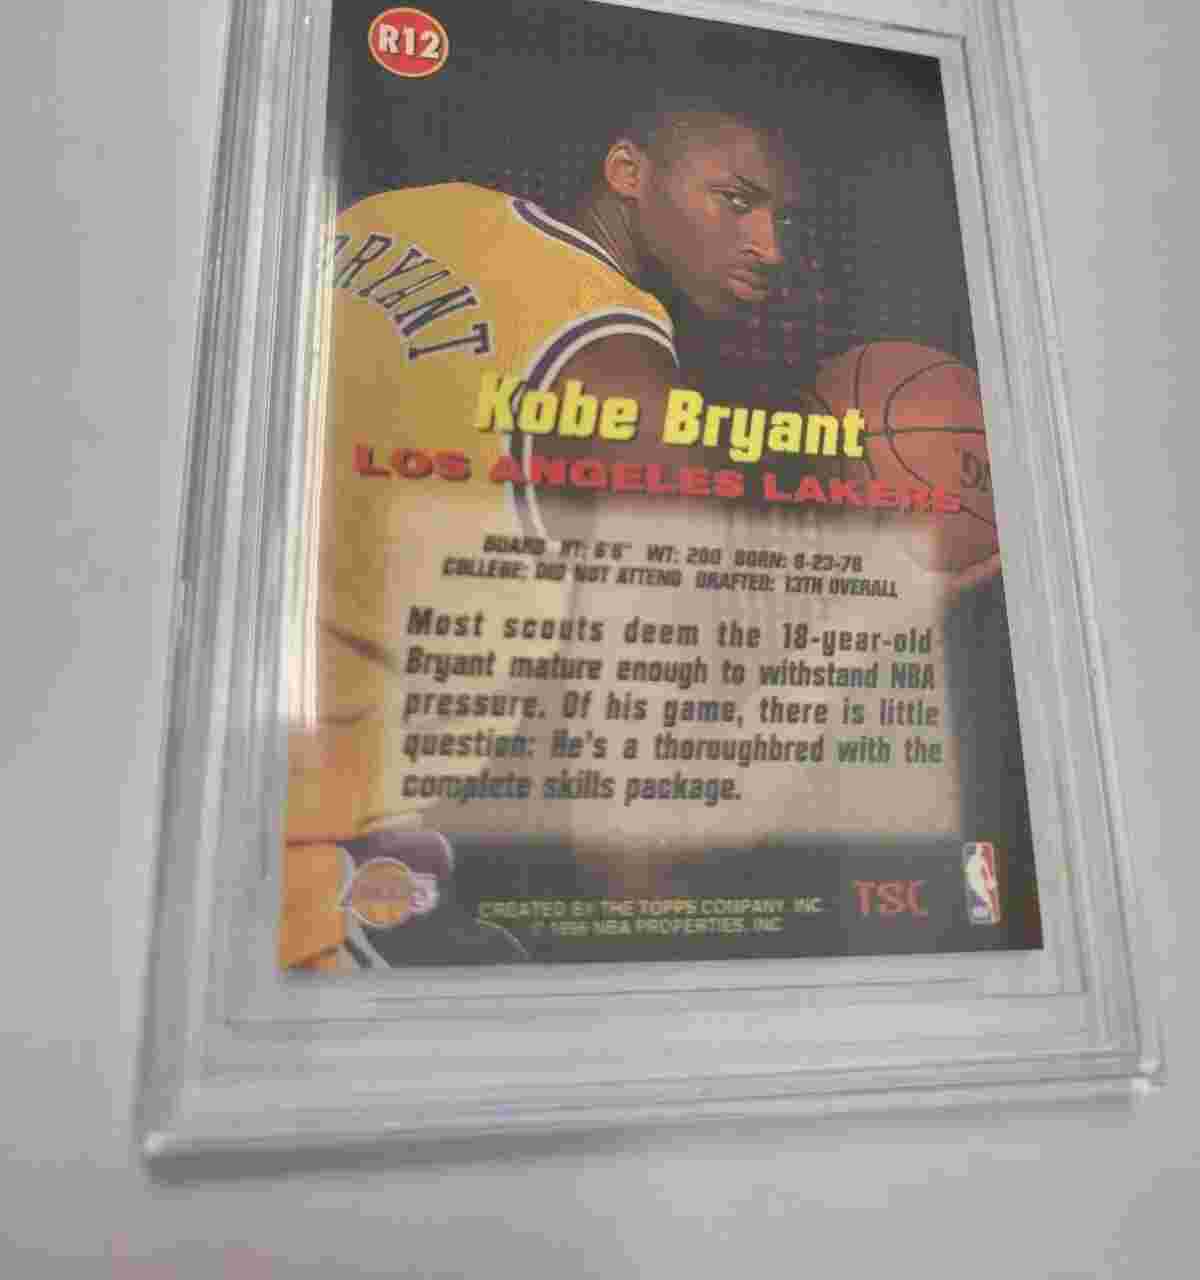 R12
BRYANT
Kobe Bryant
LOS ANGELES LAKERS
GUARD HT: 6'6" WT: 200 BORN: 8-23-78
COLLEGE: DID NOT ATTEND DRAFTED: 13TH OVERALL
Most scouts deem the 18-year-old
Bryant mature enough to withstand NBA
pressure. Of his game, there is little
question: He's a thoroughbred with the
complete skills package.
CREATED BY THE TOPPS COMPANY, INC.
© 1996 NBA PROPERTIES, INC.
TSC